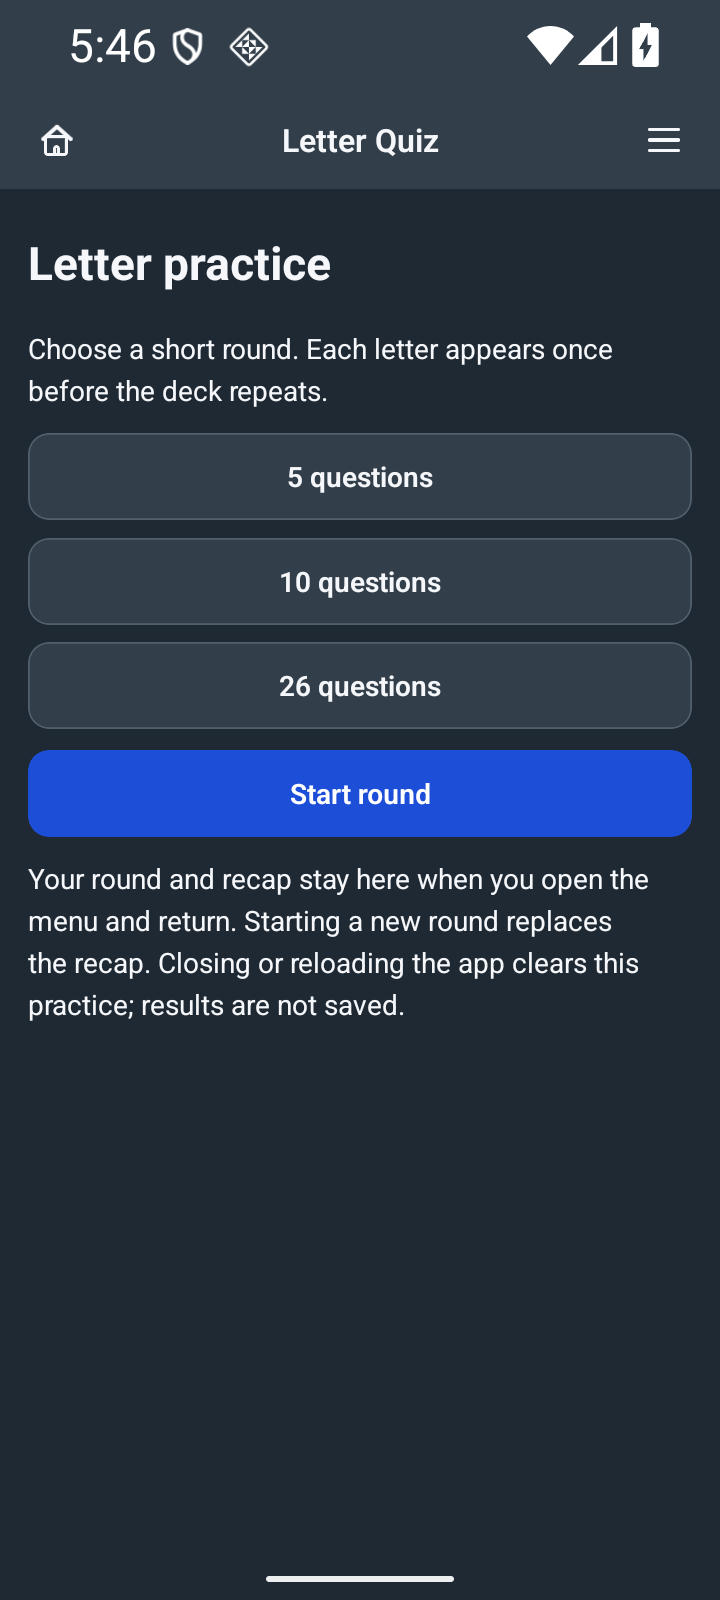 5:46
Letter Quiz
Letter practice
Choose a short round. Each letter appears once
before the deck repeats.
5 questions
10 questions
26 questions
Start round
Your round and recap stay here when you open the
menu and return. Starting a new round replaces
the recap. Closing or reloading the app clears this
practice; results are not saved.